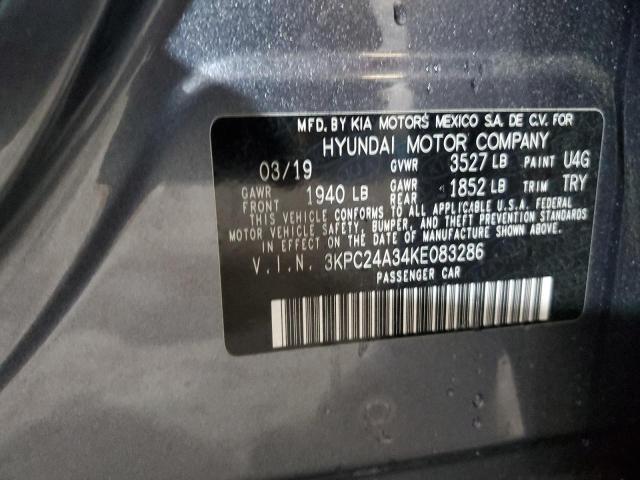 MFD. BY KIA MOTORS MEXICO S.A. DE C.V. FOR
HYUNDAI MOTOR COMPANY
03/19 GVWR 3527 LB PAINT U4G
GAWR FRONT 1940 LB GAWR REAR 1852 LB TRIM TRY
THIS VEHICLE CONFORMS TO ALL APPLICABLE U.S.A. FEDERAL
MOTOR VEHICLE SAFETY, BUMPER, AND THEFT PREVENTION STANDARDS
IN EFFECT ON THE DATE OF MANUFACTURE SHOWN ABOVE.
V.I.N. 3KPC24A34KE083286
PASSENGER CAR